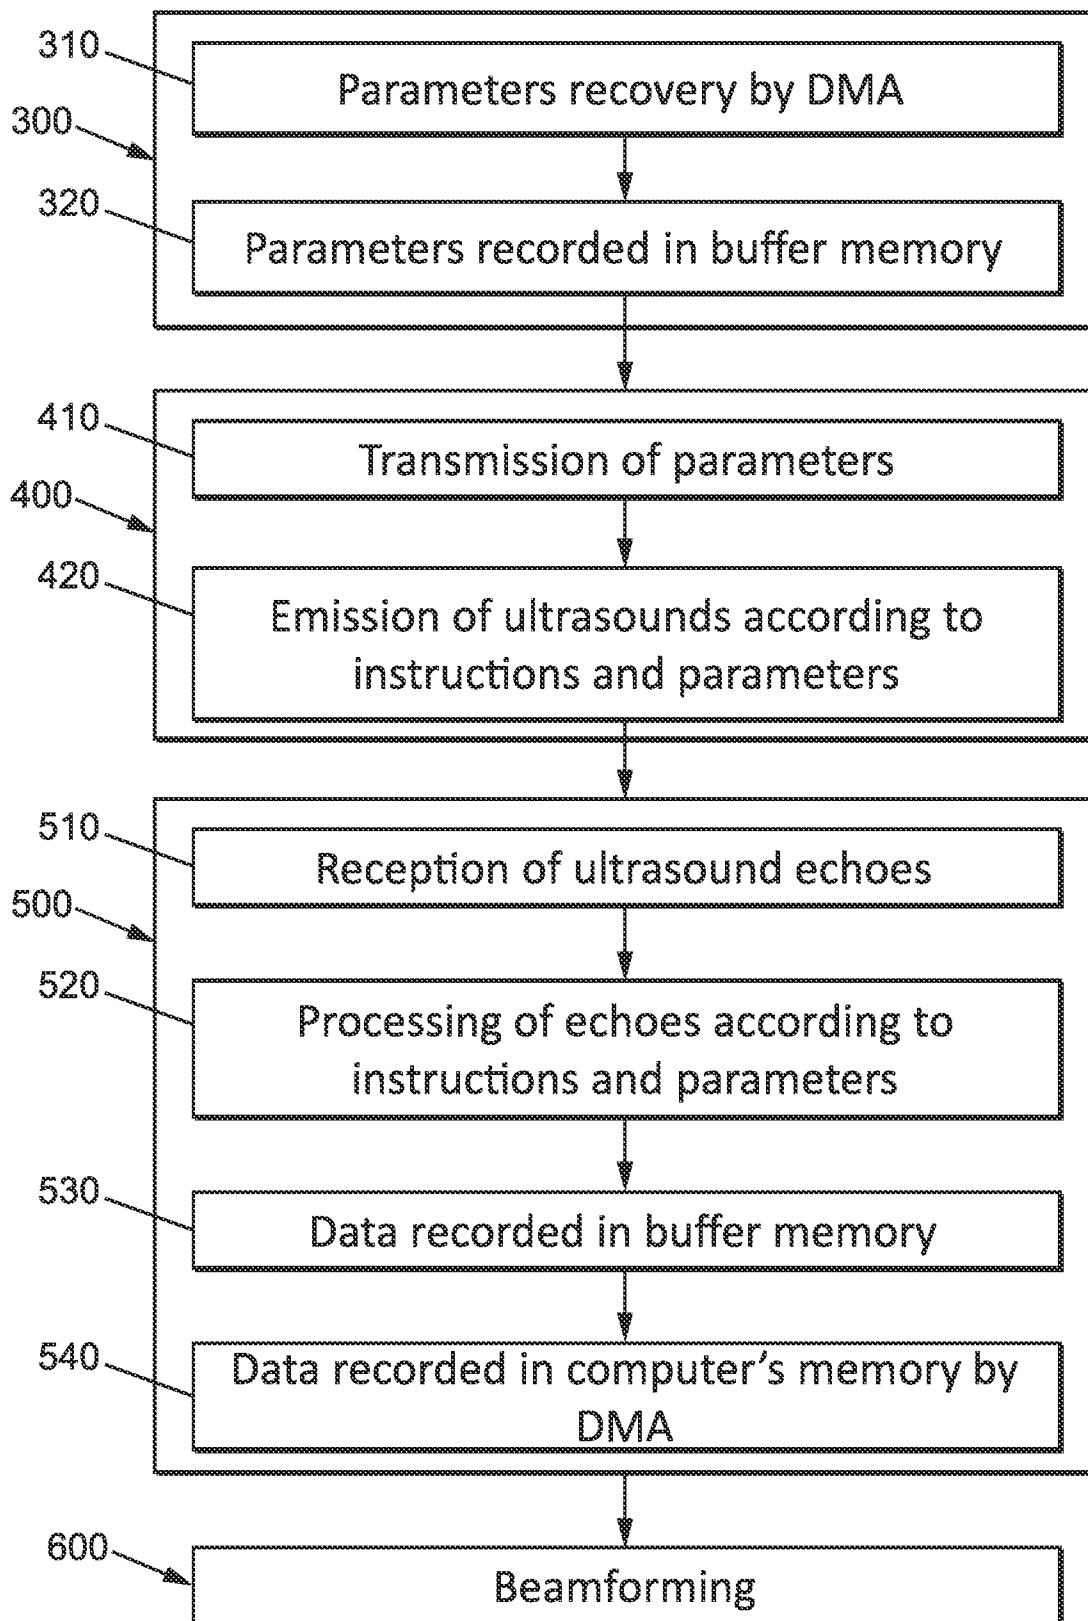 310
Parameters recovery by DMA
300
320
Parameters recorded in buffer memory
410
Transmission of parameters
400
420
Emission of ultrasounds according to
instructions and parameters
510
Reception of ultrasound echoes
500
520
Processing of echoes according to
instructions and parameters
530
Data recorded in buffer memory
540
Data recorded in computer's memory by
DMA
600
Beamforming